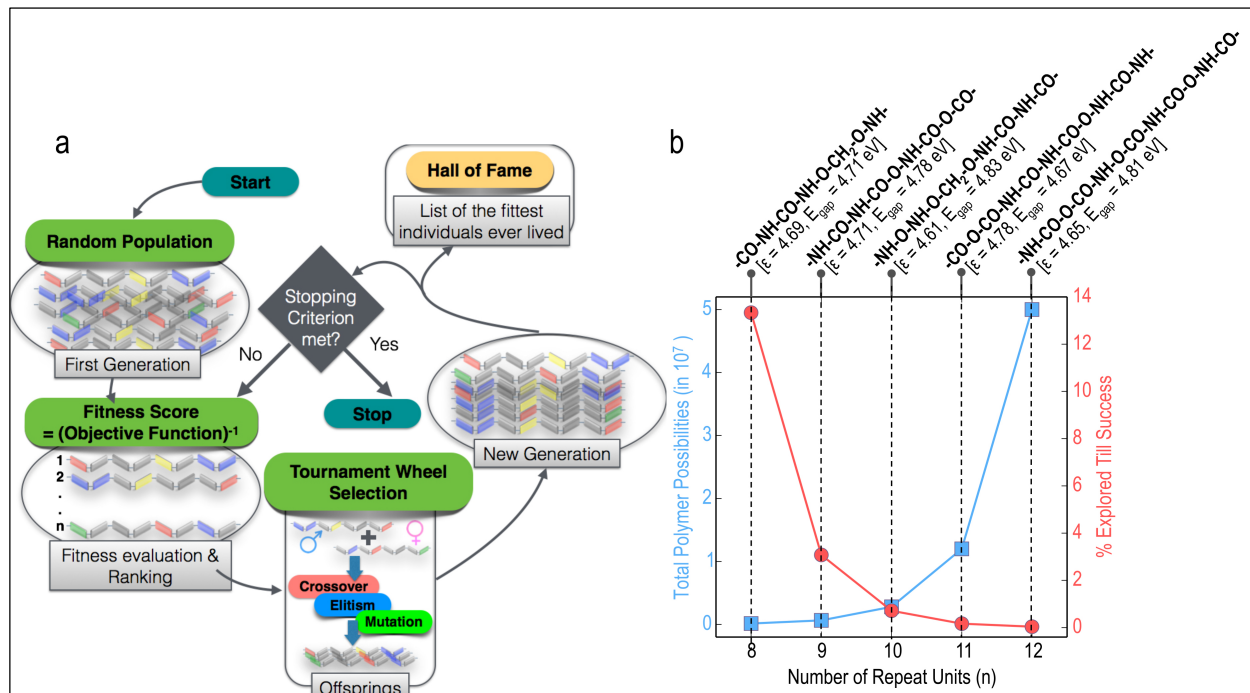 a
Start
Random Population
First Generation
Hall of Fame
List of the fittest
individuals ever lived
Stopping
Criterion
met?
No
Yes
Stop
Fitness Score
= (Objective Function)-1
1
2
.
.
n
Fitness evaluation &
Ranking
Tournament Wheel
Selection
♂
+
♀
Crossover
Elitism
Mutation
Offsprings
New Generation
b
-CO-NH-CO-NH-O-CH2-O-NH-
[ε = 4.69, Egap = 4.71 eV]
-NH-CO-NH-CO-O-NH-CO-O-CO-
[ε = 4.71, Egap = 4.78 eV]
-NH-O-NH-O-CH2-O-NH-CO-NH-CO-
[ε = 4.61, Egap = 4.83 eV]
-CO-O-CO-NH-CO-NH-CO-O-NH-CO-NH-
[ε = 4.78, Egap = 4.67 eV]
-NH-CO-O-CO-NH-O-CO-NH-CO-O-NH-CO-
[ε = 4.65, Egap = 4.81 eV]
Total Polymer Possibilities (in 10^7 )
5
4
3
2
1
0
14
12
10
8
6
4
2
0
% Explored Till Success
8
9
10
11
12
Number of Repeat Units (n)